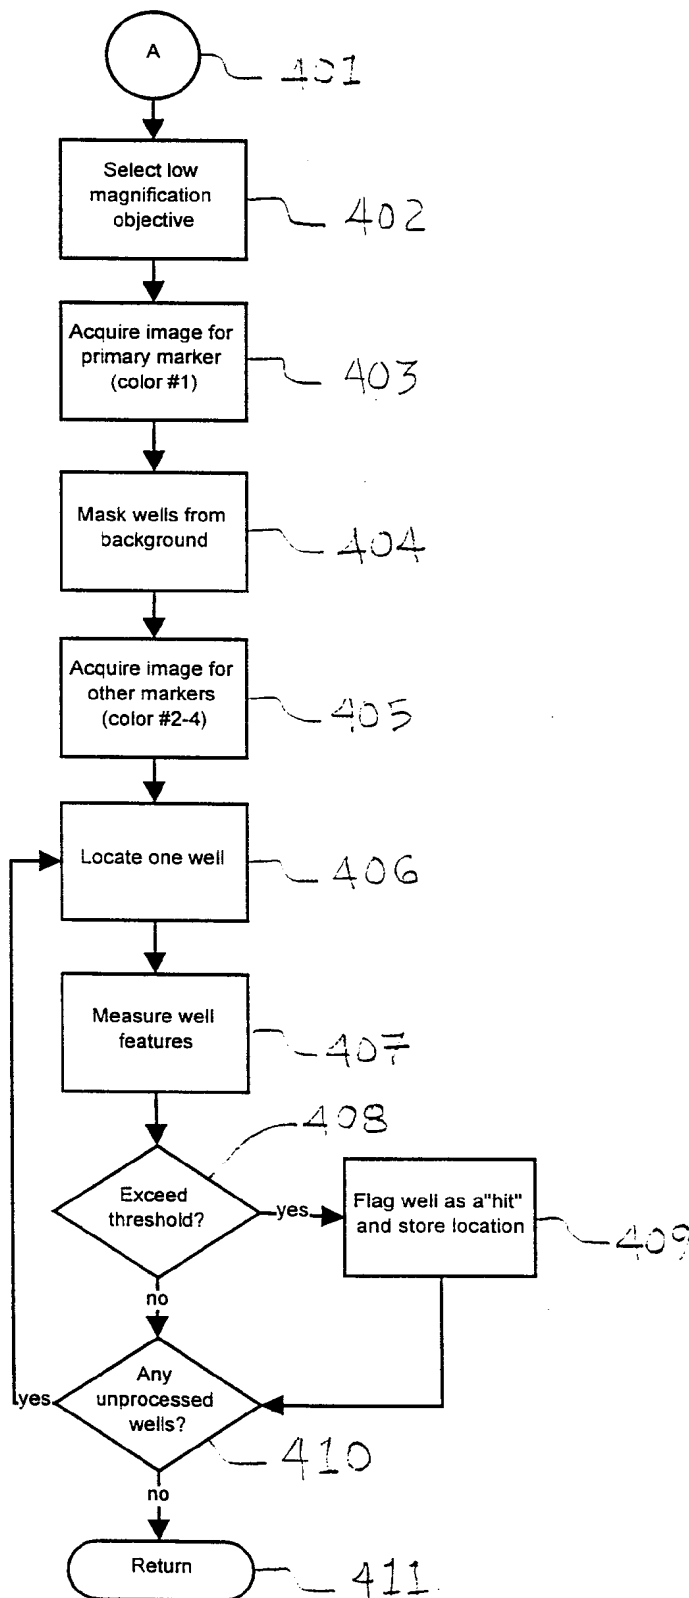 A
401
Select low
magnification
objective
402
Acquire image for
primary marker
(color #1)
403
Mask wells from
background
404
Acquire image for
other markers
(color #2-4)
405
Locate one well
406
Measure well
features
407
408
Exceed
threshold?
yes
Flag well as a"hit"
and store location
409
no
Any
unprocessed
wells?
yes
410
no
Return
411